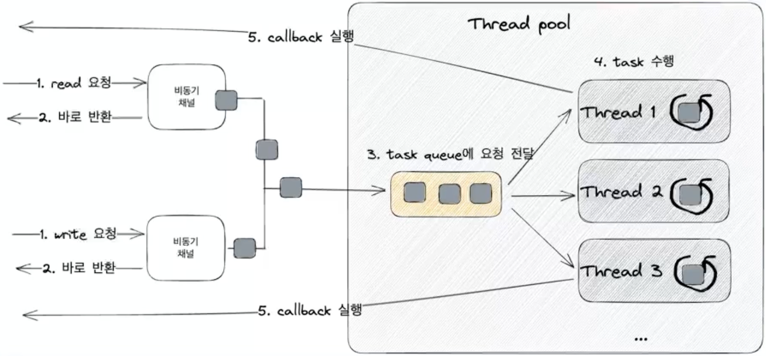 Thread pool
5. callback 실행
4. task 수행
1. read 요청
2. 바로 반환
비동기
채널
Thread 1
3. task queue에 요청 전달
Thread 2
1. write 요청
2. 바로 반환
비동기
채널
Thread 3
5. callback 실행
...